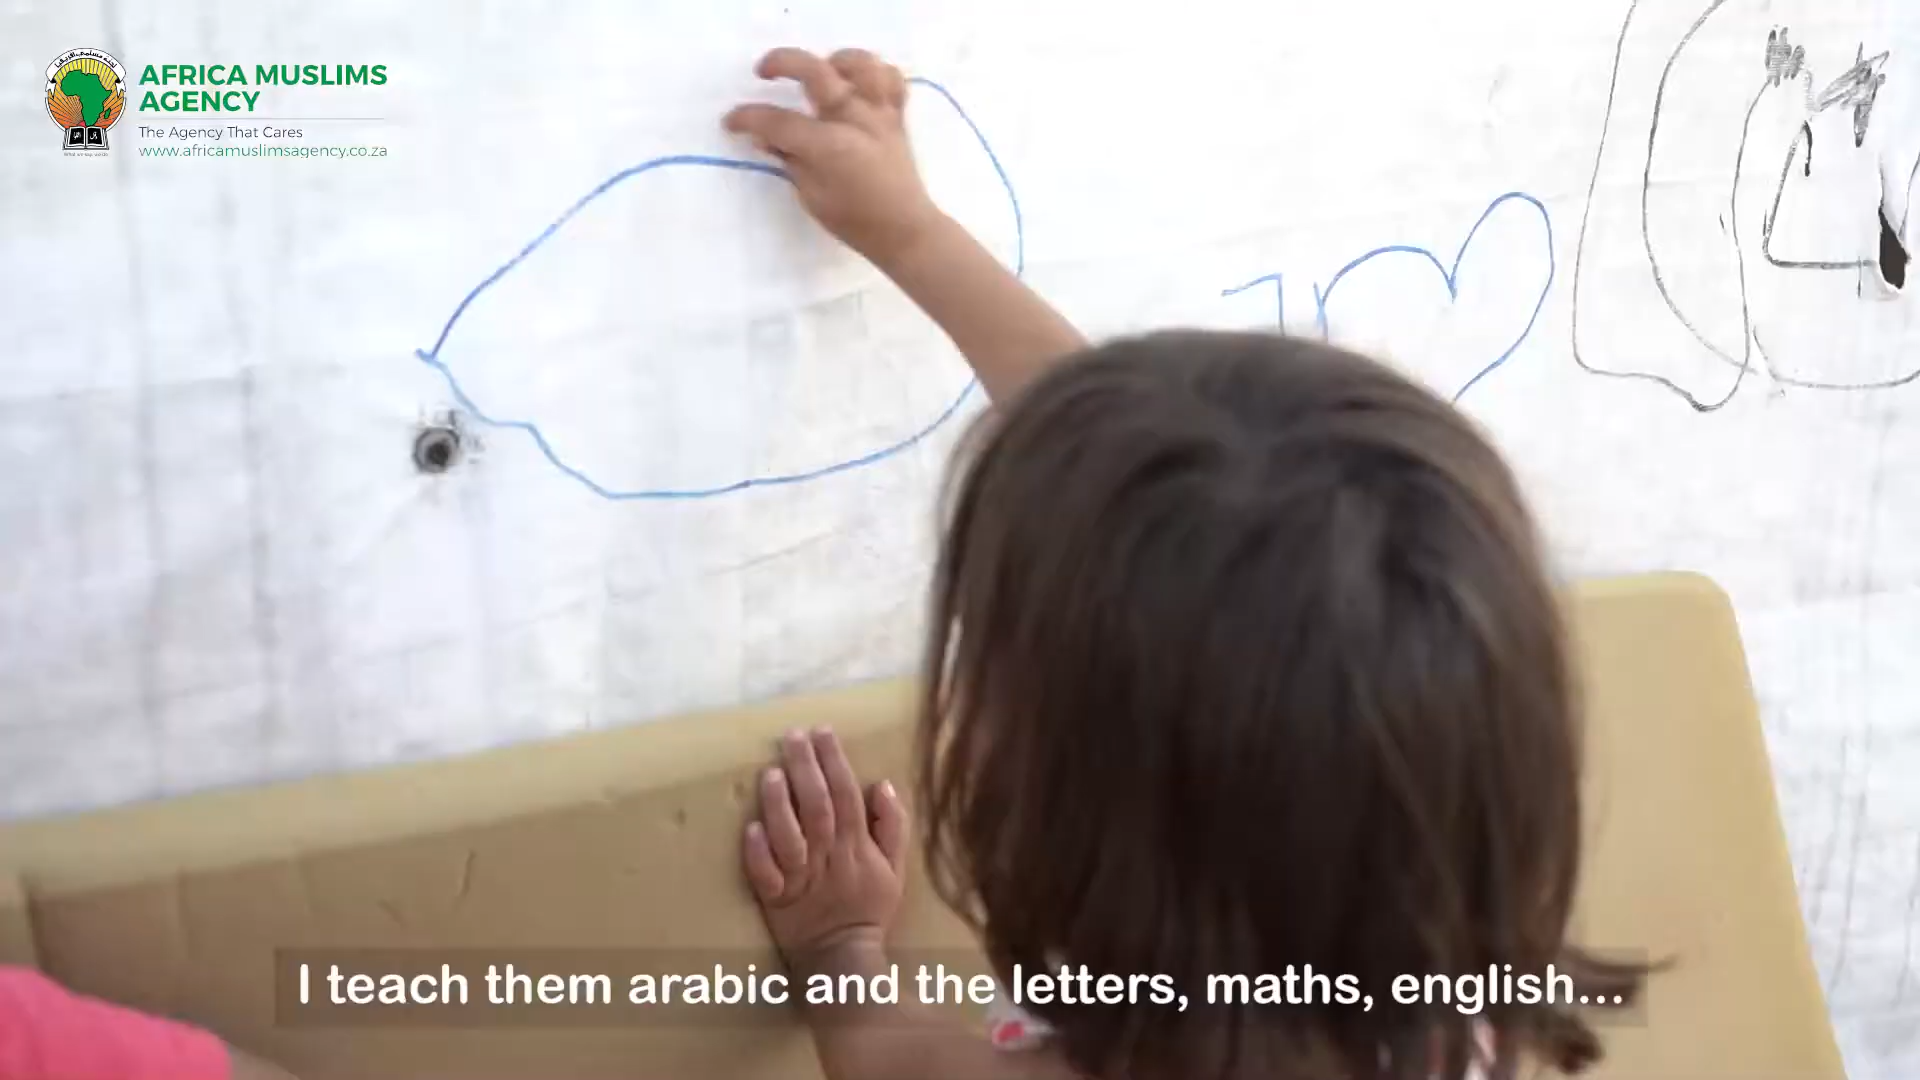 AFRICA MUSLIMS
AGENCY
The Agency That Cares
www.africamuslimsagency.co.za
I teach them arabic and the letters, maths, english...